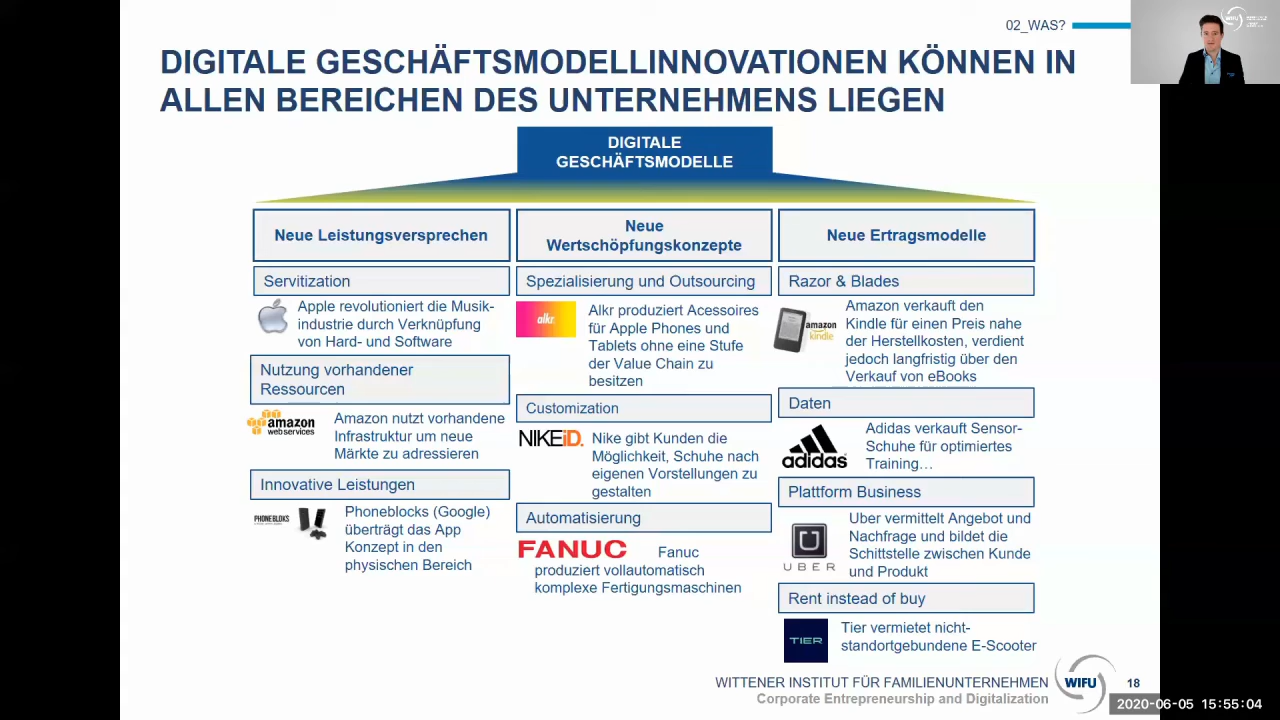 02_WAS?
WIFU
DIGITALE GESCHÄFTSMODELLINNOVATIONEN KÖNNEN IN
ALLEN BEREICHEN DES UNTERNEHMENS LIEGEN
DIGITALE
GESCHÄFTSMODELLE
Neue Leistungsversprechen
Servitization
Apple revolutioniert die Musik-
industrie durch Verknüpfung
von Hard- und Software
Nutzung vorhandener
Ressourcen
amazon
webservices
Amazon nutzt vorhandene
Infrastruktur um neue
Märkte zu adressieren
Innovative Leistungen
PHONEBLOKS
Phoneblocks (Google)
überträgt das App
Konzept in den
physischen Bereich
Neue
Wertschöpfungskonzepte
Spezialisierung und Outsourcing
alkr.
Alkr produziert Acessoires
für Apple Phones und
Tablets ohne eine Stufe
der Value Chain zu
besitzen
Customization
NIKEiD.
Nike gibt Kunden die
Möglichkeit, Schuhe nach
eigenen Vorstellungen zu
gestalten
Automatisierung
FANUC
Fanuc
produziert vollautomatisch
komplexe Fertigungsmaschinen
Neue Ertragsmodelle
Razor & Blades
amazon
kindle
Amazon verkauft den
Kindle für einen Preis nahe
der Herstellkosten, verdient
jedoch langfristig über den
Verkauf von eBooks
Daten
adidas
Adidas verkauft Sensor-
Schuhe für optimiertes
Training…
Plattform Business
UBER
Uber vermittelt Angebot und
Nachfrage und bildet die
Schittstelle zwischen Kunde
und Produkt
Rent instead of buy
TIER
Tier vermietet nicht-
standortgebundene E-Scooter
WITTENER INSTITUT FÜR FAMILIENUNTERNEHMEN
Corporate Entrepreneurship and Digitalization
WIFU
18
2020-06-05 15:55:04